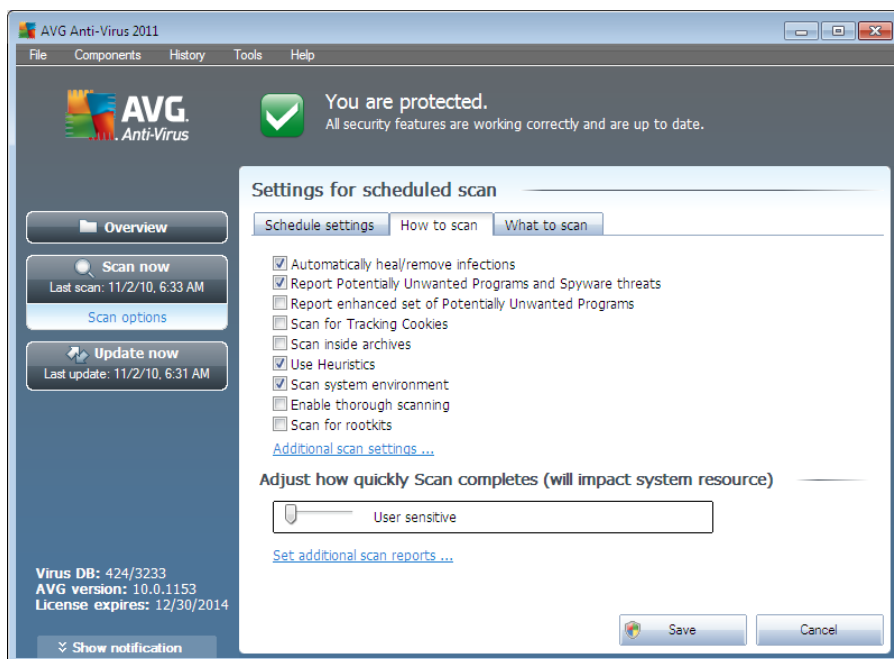 AVG Anti-Virus 2011
File Components History Tools Help
AVG.
Anti-Virus
You are protected.
All security features are working correctly and are up to date.
Overview
Scan now
Last scan: 11/2/10, 6:33 AM
Scan options
Update now
Last update: 11/2/10, 6:31 AM
Virus DB: 424/3233
AVG version: 10.0.1153
License expires: 12/30/2014
Show notification
Settings for scheduled scan
Schedule settings How to scan What to scan
Automatically heal/remove infections
Report Potentially Unwanted Programs and Spyware threats
Report enhanced set of Potentially Unwanted Programs
Scan for Tracking Cookies
Scan inside archives
Use Heuristics
Scan system environment
Enable thorough scanning
Scan for rootkits
Additional scan settings ...
Adjust how quickly Scan completes (will impact system resource)
User sensitive
Set additional scan reports ...
Save Cancel